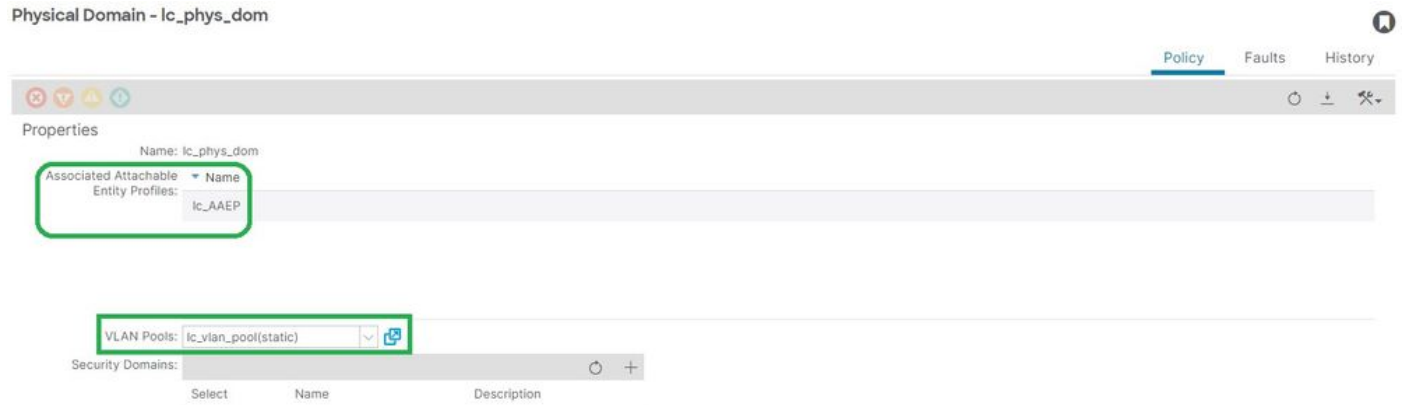 Physical Domain - lc_phys_dom
Policy Faults History
Properties
Name: lc_phys_dom
Associated Attachable Entity Profiles:
Name
lc_AAEP
VLAN Pools: lc_vlan_pool(static)
Security Domains:
Select Name Description